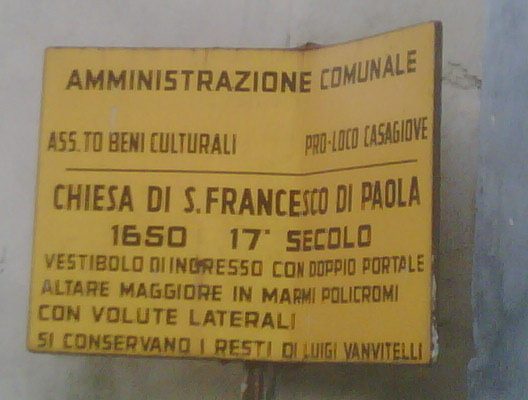 AMMINISTRAZIONE COMUNALE
ASS.TO BENI CULTURALI PRO-LOCO CASAGIOVE
CHIESA DI S.FRANCESCO DI PAOLA
1650 17° SECOLO
VESTIBOLO DI INGRESSO CON DOPPIO PORTALE
ALTARE MAGGIORE IN MARMI POLICROMI
CON VOLUTE LATERALI
SI CONSERVANO I RESTI DI LUIGI VANVITELLI